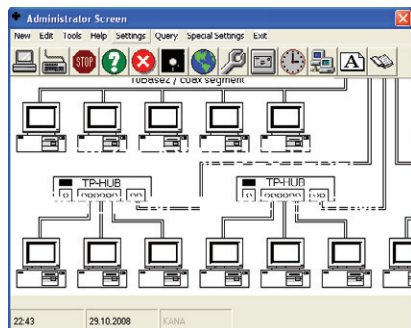 Administrator Screen
New Edit Tools Help Settings Query Special Settings Exit
STOP ? A
10Base2 / coax segment
TP-HUB TP-HUB
22:43 29.10.2008 KANA